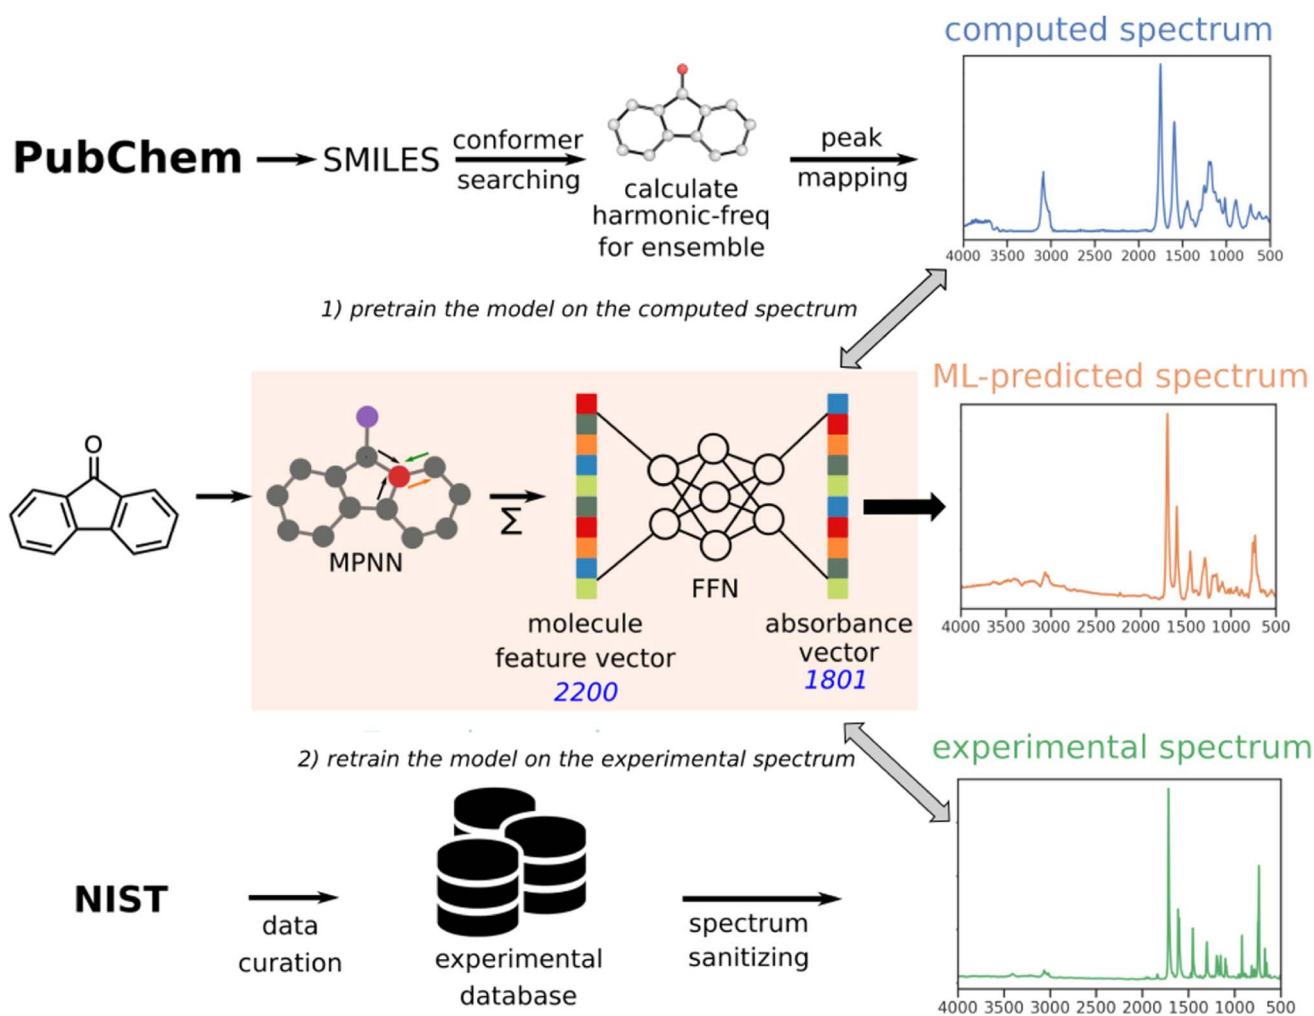 computed spectrum
PubChem
SMILES
conformer
searching
calculate
harmonic-freq
for ensemble
peak
mapping
4000 3500 3000 2500 2000 1500 1000 500
1) pretrain the model on the computed spectrum
ML-predicted spectrum
O
MPNN
Σ
FFN
molecule
feature vector
2200
absorbance
vector
1801
4000 3500 3000 2500 2000 1500 1000 500
2) retrain the model on the experimental spectrum
experimental spectrum
NIST
data
curation
experimental
database
spectrum
sanitizing
4000 3500 3000 2500 2000 1500 1000 500